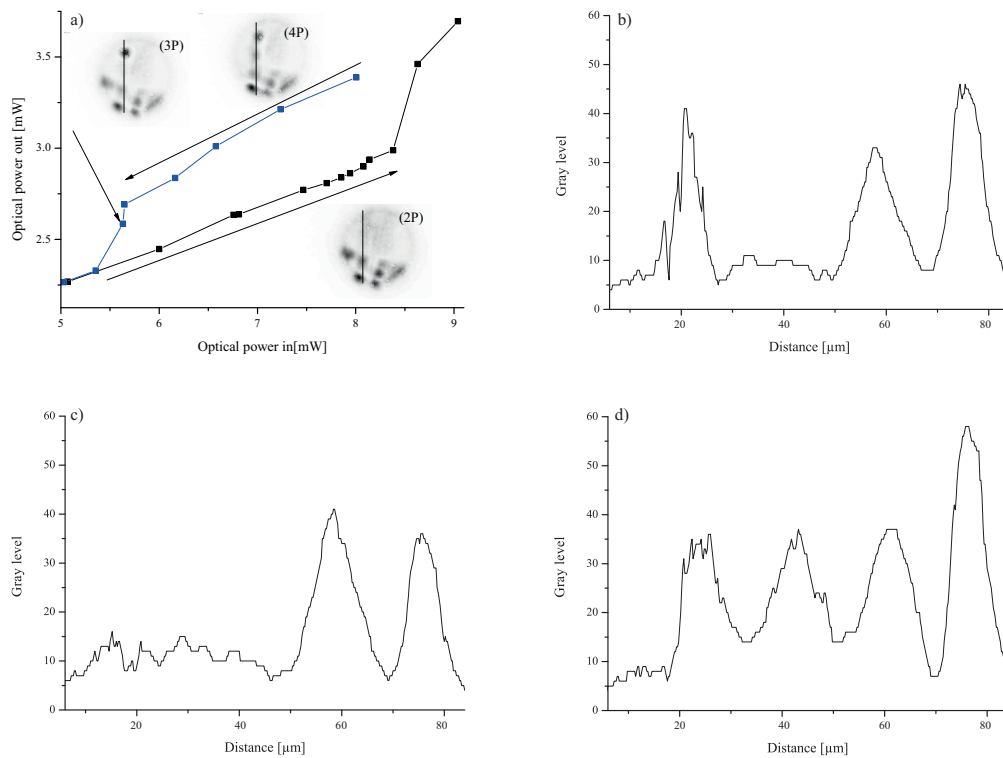 a)
(3P)
(4P)
(2P)
3.5
3.0
2.5
Optical power out [mW]
5 6 7 8 9
Optical power in[mW]
b)
60
50
40
30
20
10
0
Gray level
20 40 60 80
Distance [µm]
c)
60
50
40
30
20
10
0
Gray level
20 40 60 80
Distance [µm]
d)
60
50
40
30
20
10
0
Gray level
20 40 60 80
Distance [µm]